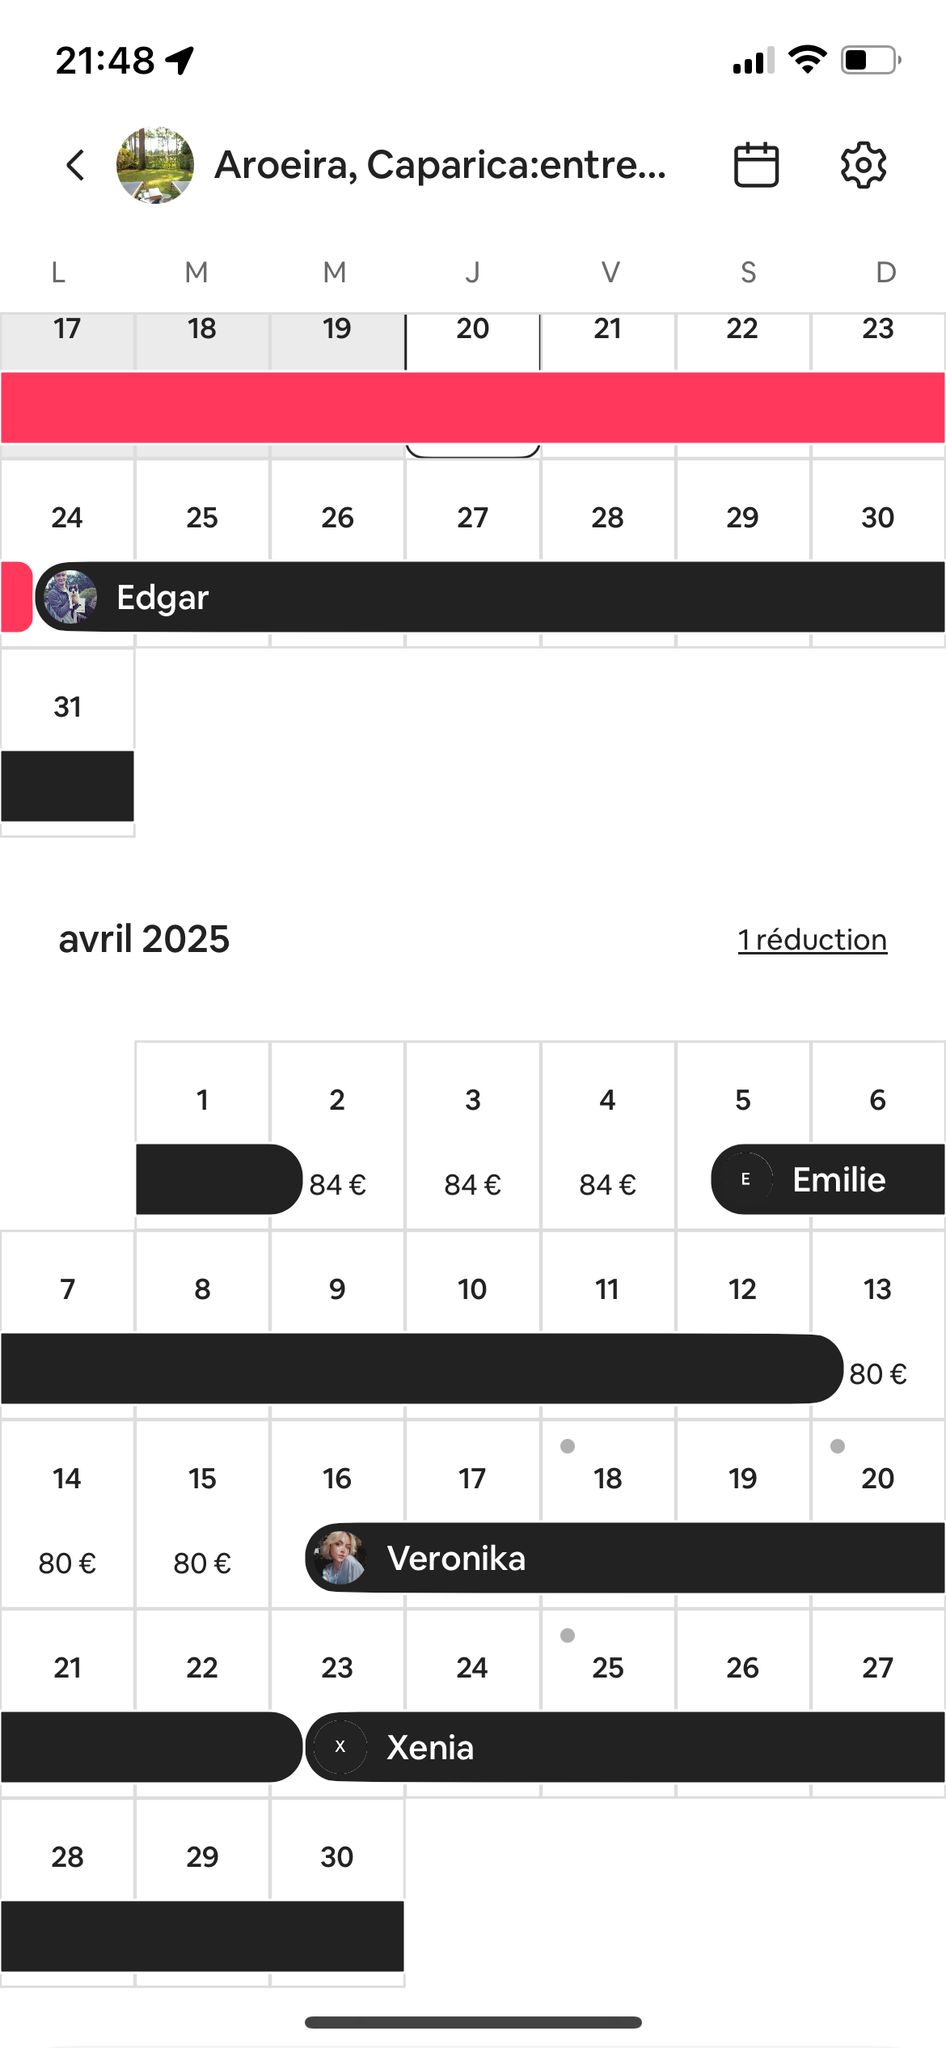 21:48
Aroeira, Caparica:entre...
L M M J V S D
17 18 19 20 21 22 23
24 25 26 27 28 29 30
Edgar
31
avril 2025
1 réduction
1 2 3 4 5 6
84 € 84 € 84 € E Emilie
7 8 9 10 11 12 13
80 €
14 15 16 17 18 19 20
80 € 80 € Veronika
21 22 23 24 25 26 27
X Xenia
28 29 30